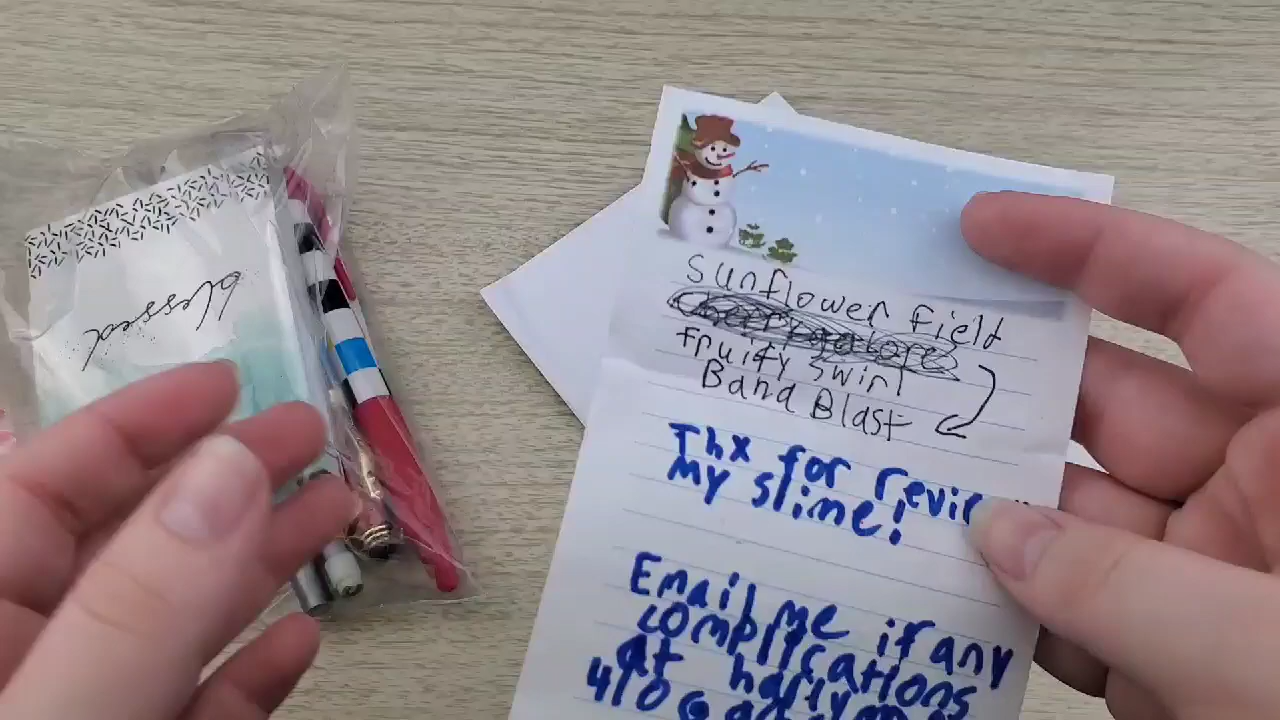 blessed
Sunflower Field
Fruity Swirl
Band Blast
Thx for
my slime!
Email me if any
complications
at